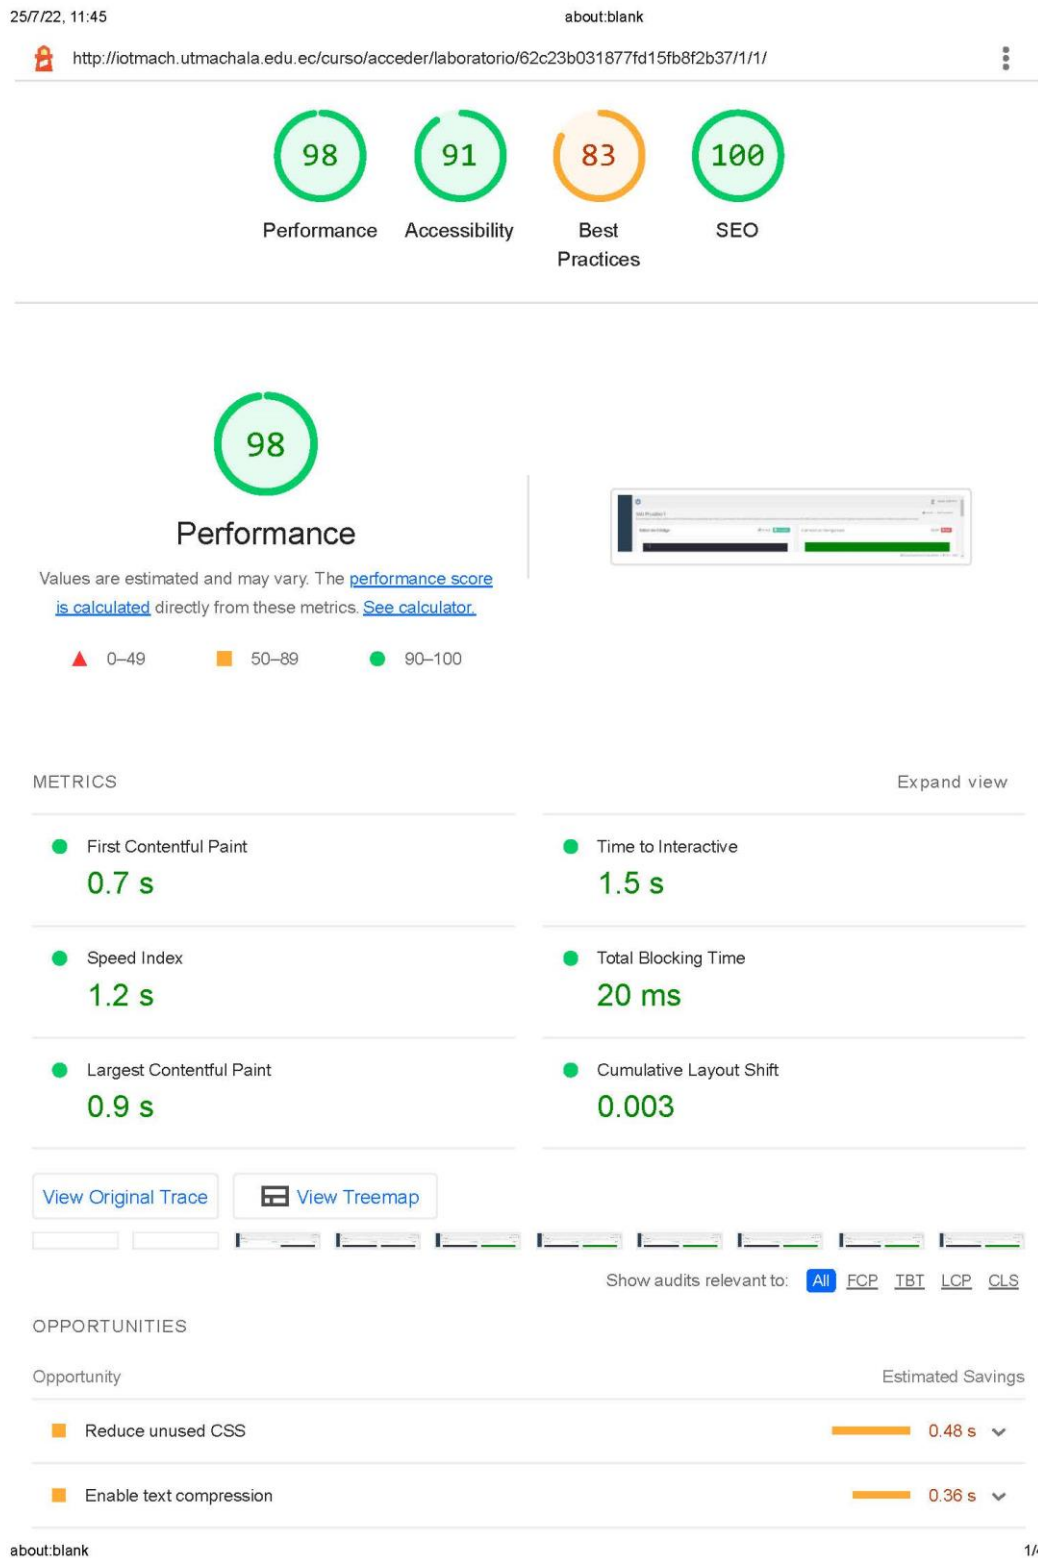 25/7/22, 11:45
about:blank
http://iotmach.utmachala.edu.ec/curso/acceder/laboratorio/62c23b031877fd15fb8f2b37/1/1/
98
91
83
100
Performance
Accessibility
Best
Practices
SEO
98
Performance
Values are estimated and may vary. The performance score
is calculated directly from these metrics. See calculator.
0–49
50–89
90–100
METRICS
Expand view
First Contentful Paint
0.7 s
Time to Interactive
1.5 s
Speed Index
1.2 s
Total Blocking Time
20 ms
Largest Contentful Paint
0.9 s
Cumulative Layout Shift
0.003
View Original Trace
View Treemap
Show audits relevant to: All FCP TBT LCP CLS
OPPORTUNITIES
Opportunity
Estimated Savings
Reduce unused CSS
0.48 s
Enable text compression
0.36 s
about:blank